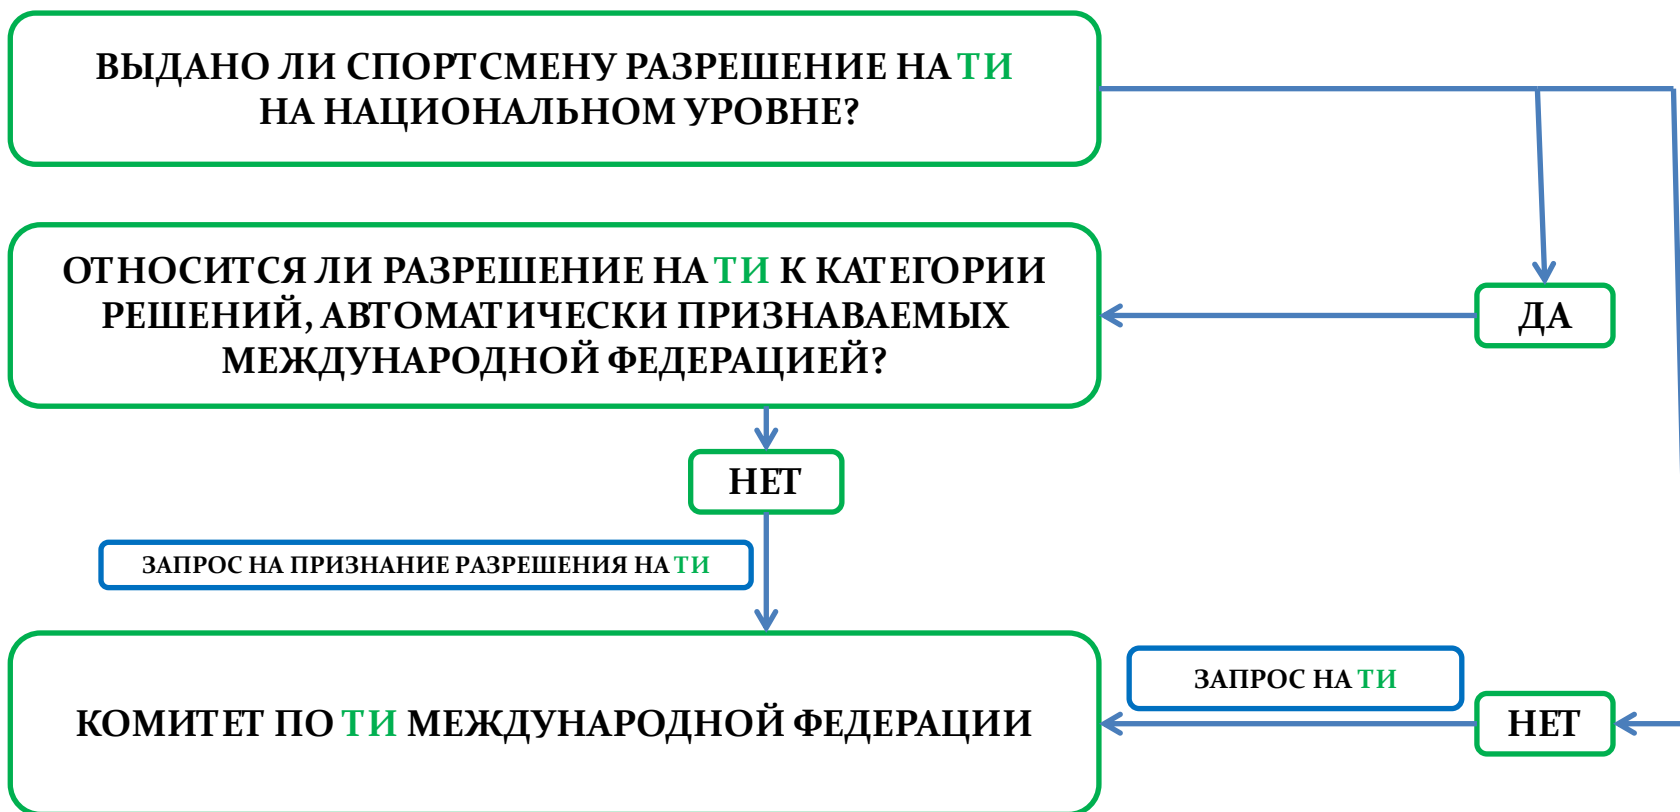 ВЫДАНО ЛИ СПОРТСМЕНУ РАЗРЕШЕНИЕ НА ТИ
НА НАЦИОНАЛЬНОМ УРОВНЕ?
ОТНОСИТСЯ ЛИ РАЗРЕШЕНИЕ НА ТИ К КАТЕГОРИИ
РЕШЕНИЙ, АВТОМАТИЧЕСКИ ПРИЗНАВАЕМЫХ
МЕЖДУНАРОДНОЙ ФЕДЕРАЦИЕЙ?
ДА
НЕТ
ЗАПРОС НА ПРИЗНАНИЕ РАЗРЕШЕНИЯ НА ТИ
ЗАПРОС НА ТИ
КОМИТЕТ ПО ТИ МЕЖДУНАРОДНОЙ ФЕДЕРАЦИИ
НЕТ